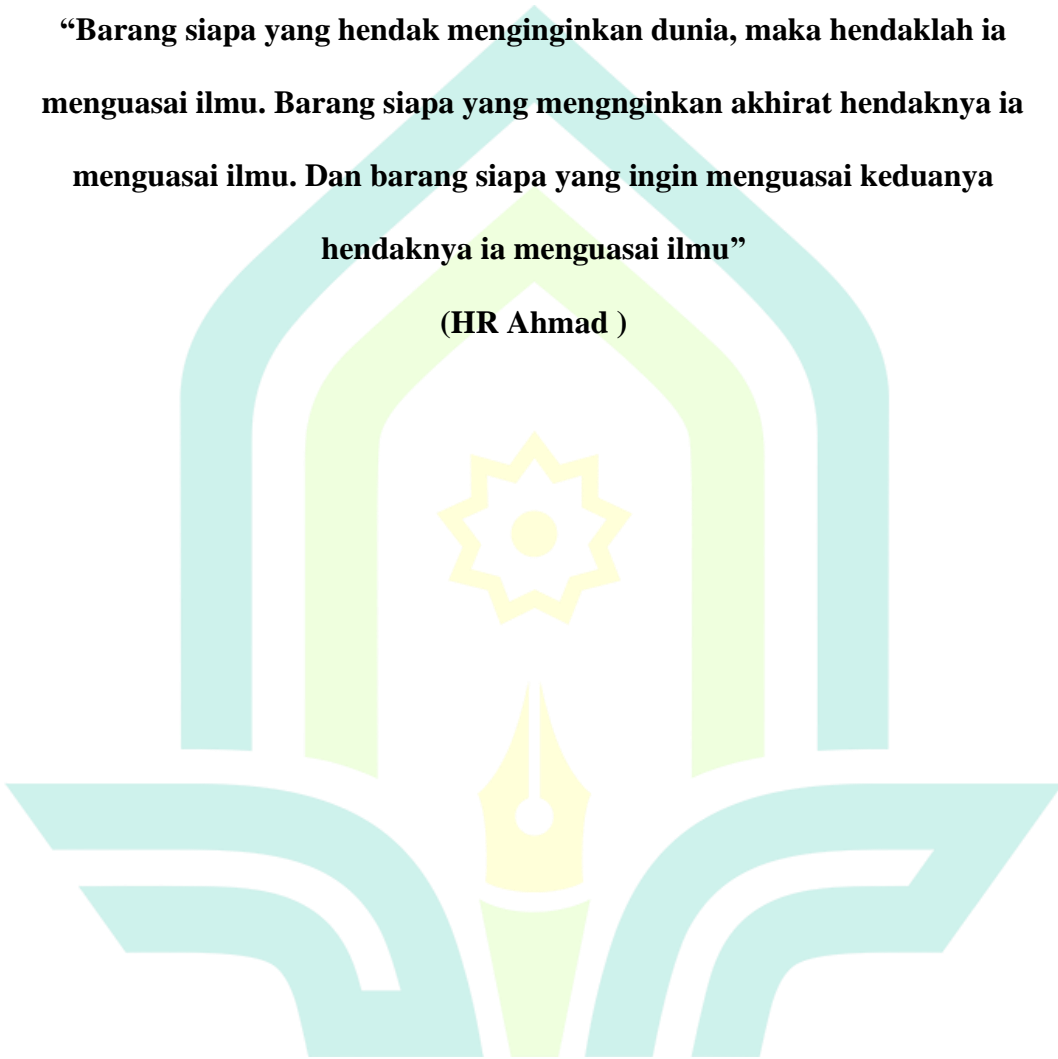 “Barang siapa yang hendak menginginkan dunia, maka hendaklah ia
menguasai ilmu. Barang siapa yang mengnginkan akhirat hendaknya ia
menguasai ilmu. Dan barang siapa yang ingin menguasai keduanya
hendaknya ia menguasai ilmu”
(HR Ahmad )